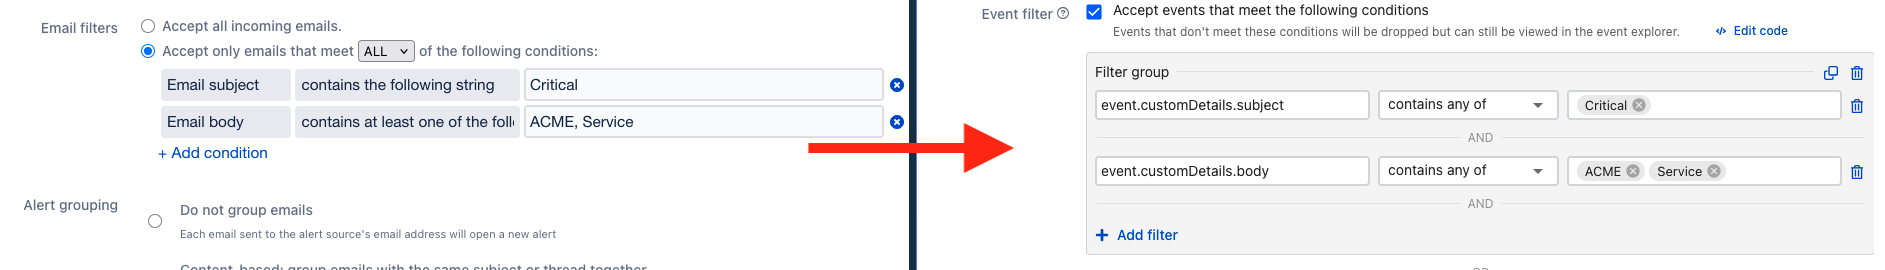 Email filters
Accept all incoming emails.
Accept only emails that meet ALL of the following conditions:
Email subject contains the following string Critical
Email body contains at least one of the foll ACME, Service
+ Add condition
Alert grouping
Do not group emails
Each email sent to the alert source's email address will open a new alert
Content-based: group emails with the same subject or thread together
Event filter
Accept events that meet the following conditions
Events that don't meet these conditions will be dropped but can still be viewed in the event explorer.
Edit code
Filter group
event.customDetails.subject contains any of Critical
AND
event.customDetails.body contains any of ACME Service
AND
+ Add filter
OR